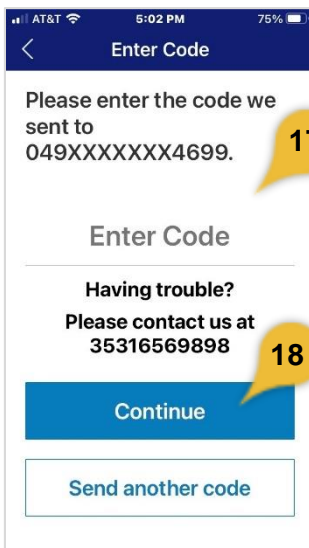 AT&T 5:02 PM 75%
Enter Code
Please enter the code we
sent to
049XXXXXXX4699.
17
Enter Code
Having trouble?
Please contact us at
35316569898
18
Continue
Send another code